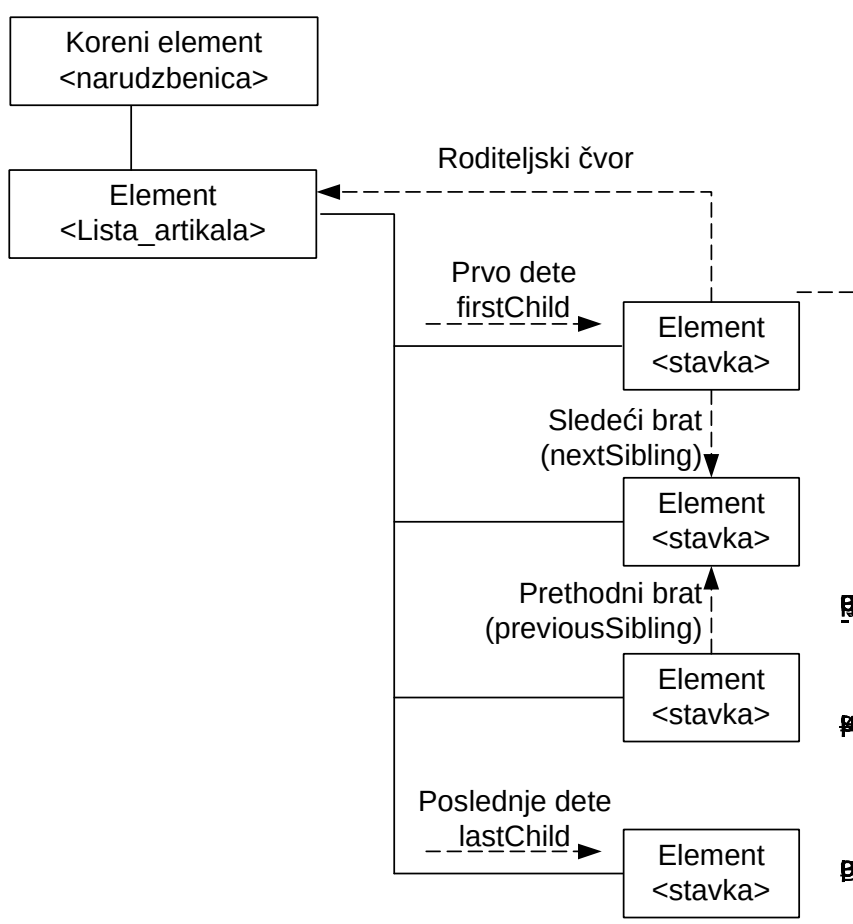 Koreni element
<narudzbenica>
Element
<Lista_artikala>
Roditeljski čvor
Prvo dete
firstChild
Element
<stavka>
Sledeći brat
(nextSibling)
Element
<stavka>
Prethodni brat
(previousSibling)
Element
<stavka>
Poslednje dete
lastChild
Element
<stavka>